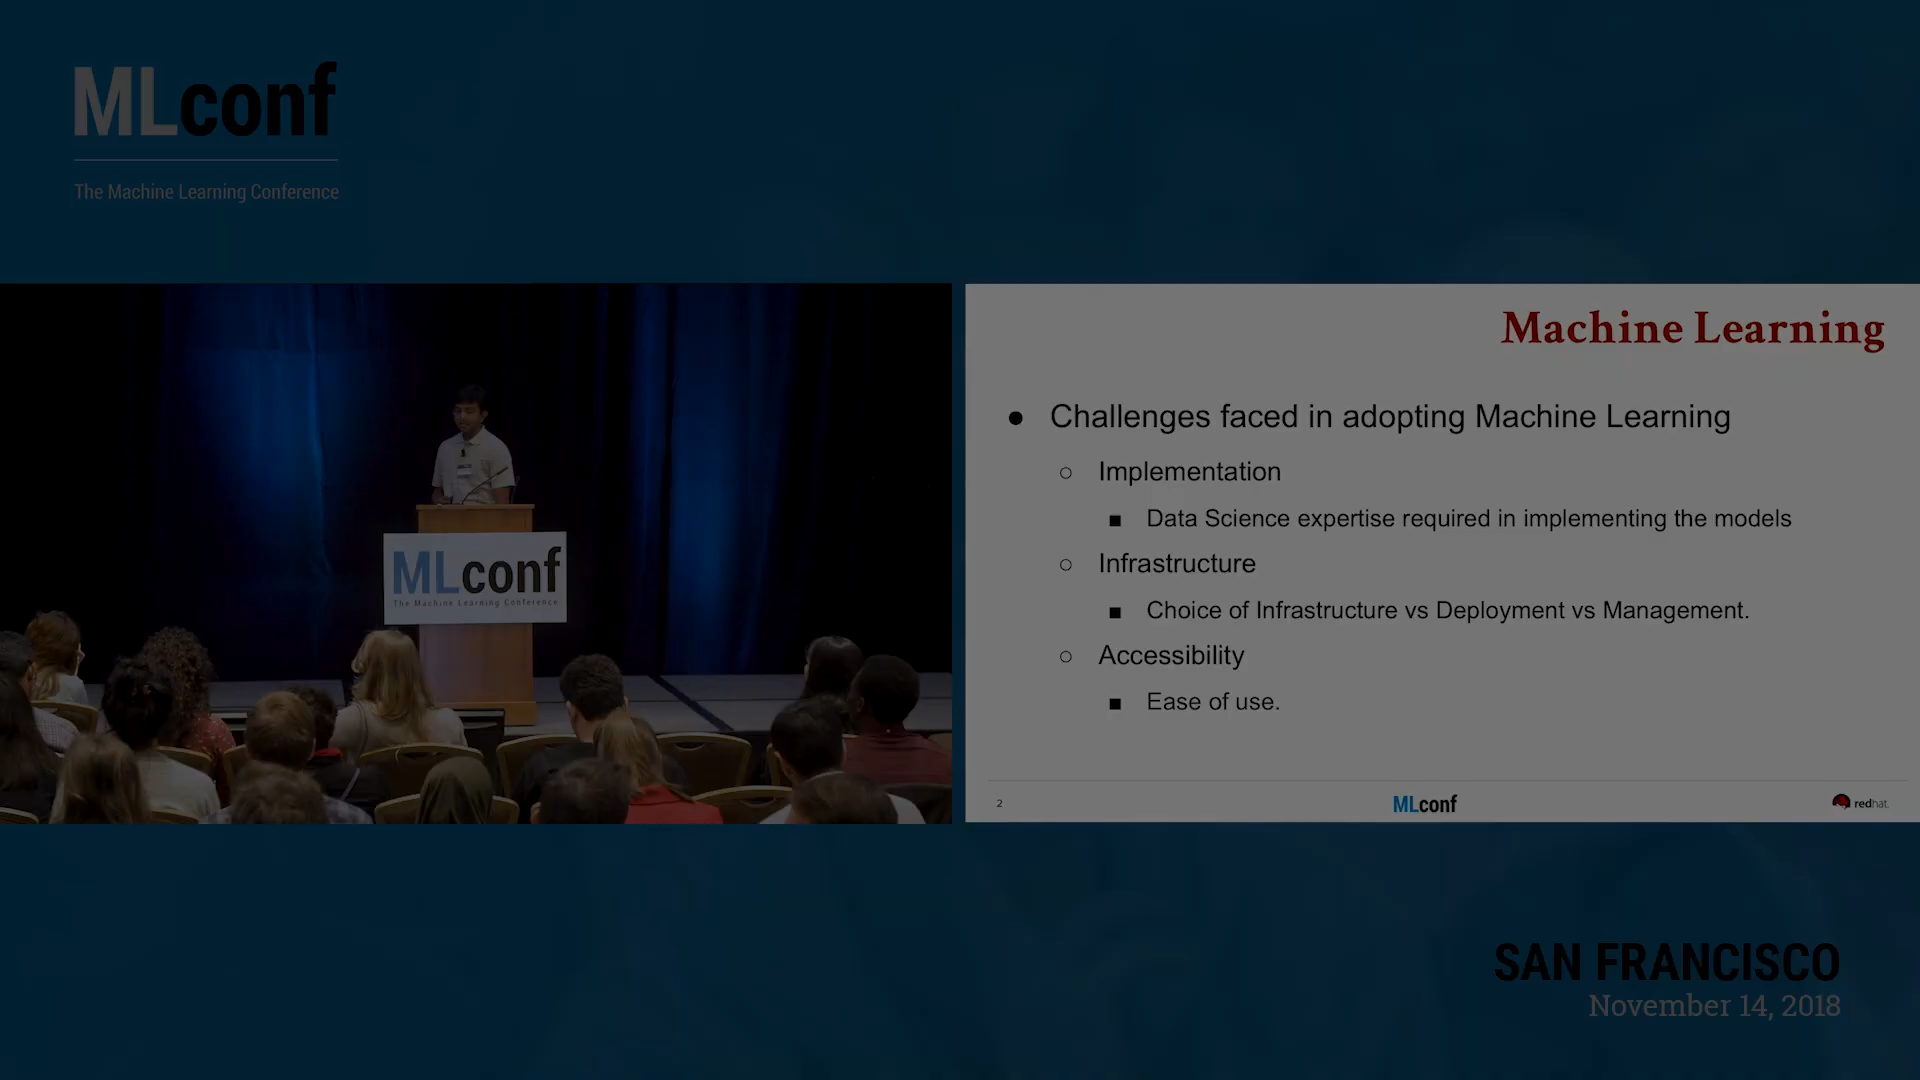 MLconf
The Machine Learning Conference
MLconf
The Machine Learning Conference
Machine Learning
● Challenges faced in adopting Machine Learning
○ Implementation
■ Data Science expertise required in implementing the models
○ Infrastructure
■ Choice of Infrastructure vs Deployment vs Management.
○ Accessibility
■ Ease of use.
2
MLconf
redhat.
SAN FRANCISCO
November 14, 2018